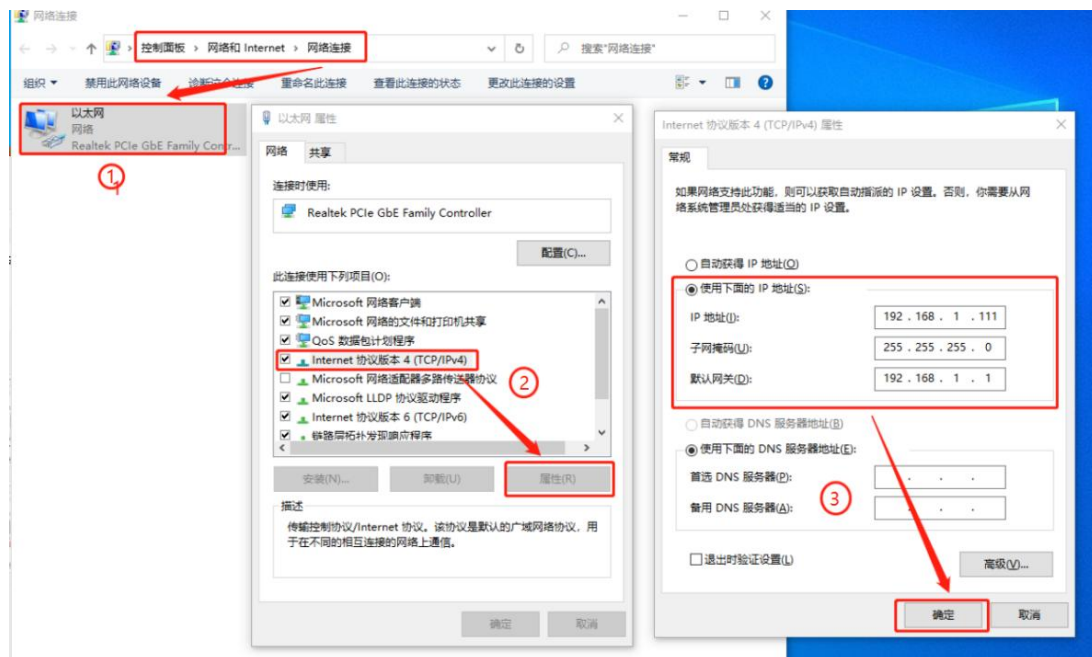 网络连接
控制面板 › 网络和 Internet › 网络连接
搜索"网络连接"
组织 禁用此网络设备 诊断这个连接 重命名此连接 查看此连接的状态 更改此连接的设置
以太网
网络
Realtek PCIe GbE Family Contr...
1
1
以太网 属性
网络 共享
连接时使用:
Realtek PCIe GbE Family Controller
配置(C)...
此连接使用下列项目(O):
Microsoft 网络客户端
Microsoft 网络的文件和打印机共享
QoS 数据包计划程序
Internet 协议版本 4 (TCP/IPv4)
Microsoft 网络适配器多路传送器协议
Microsoft LLDP 协议驱动程序
Internet 协议版本 6 (TCP/IPv6)
链路层拓扑发现响应程序
2
安装(N)... 卸载(U) 属性(R)
描述
传输控制协议/Internet 协议。该协议是默认的广域网络协议，用
于在不同的相互连接的网络上通信。
确定 取消
Internet 协议版本 4 (TCP/IPv4) 属性
常规
如果网络支持此功能，则可以获取自动指派的 IP 设置。否则，你需要从网
络系统管理员处获得适当的 IP 设置。
自动获得 IP 地址(O)
使用下面的 IP 地址(S):
IP 地址(I): 192 . 168 . 1 . 111
子网掩码(U): 255 . 255 . 255 . 0
默认网关(D): 192 . 168 . 1 . 1
自动获得 DNS 服务器地址(B)
使用下面的 DNS 服务器地址(E):
首选 DNS 服务器(P): . . .
备用 DNS 服务器(A): . . .
3
退出时验证设置(L)
高级(V)...
确定 取消